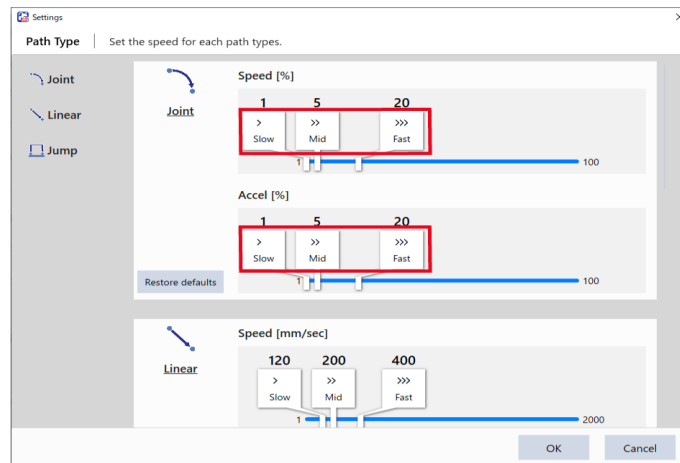 Settings
Path Type Set the speed for each path types.
Joint
Linear
Jump
Joint
Restore defaults
Speed [%]
1 5 20
> >> >>>
Slow Mid Fast
1 100
Accel [%]
1 5 20
> >> >>>
Slow Mid Fast
1 100
Linear
Speed [mm/sec]
120 200 400
> >> >>>
Slow Mid Fast
1 2000
OK Cancel